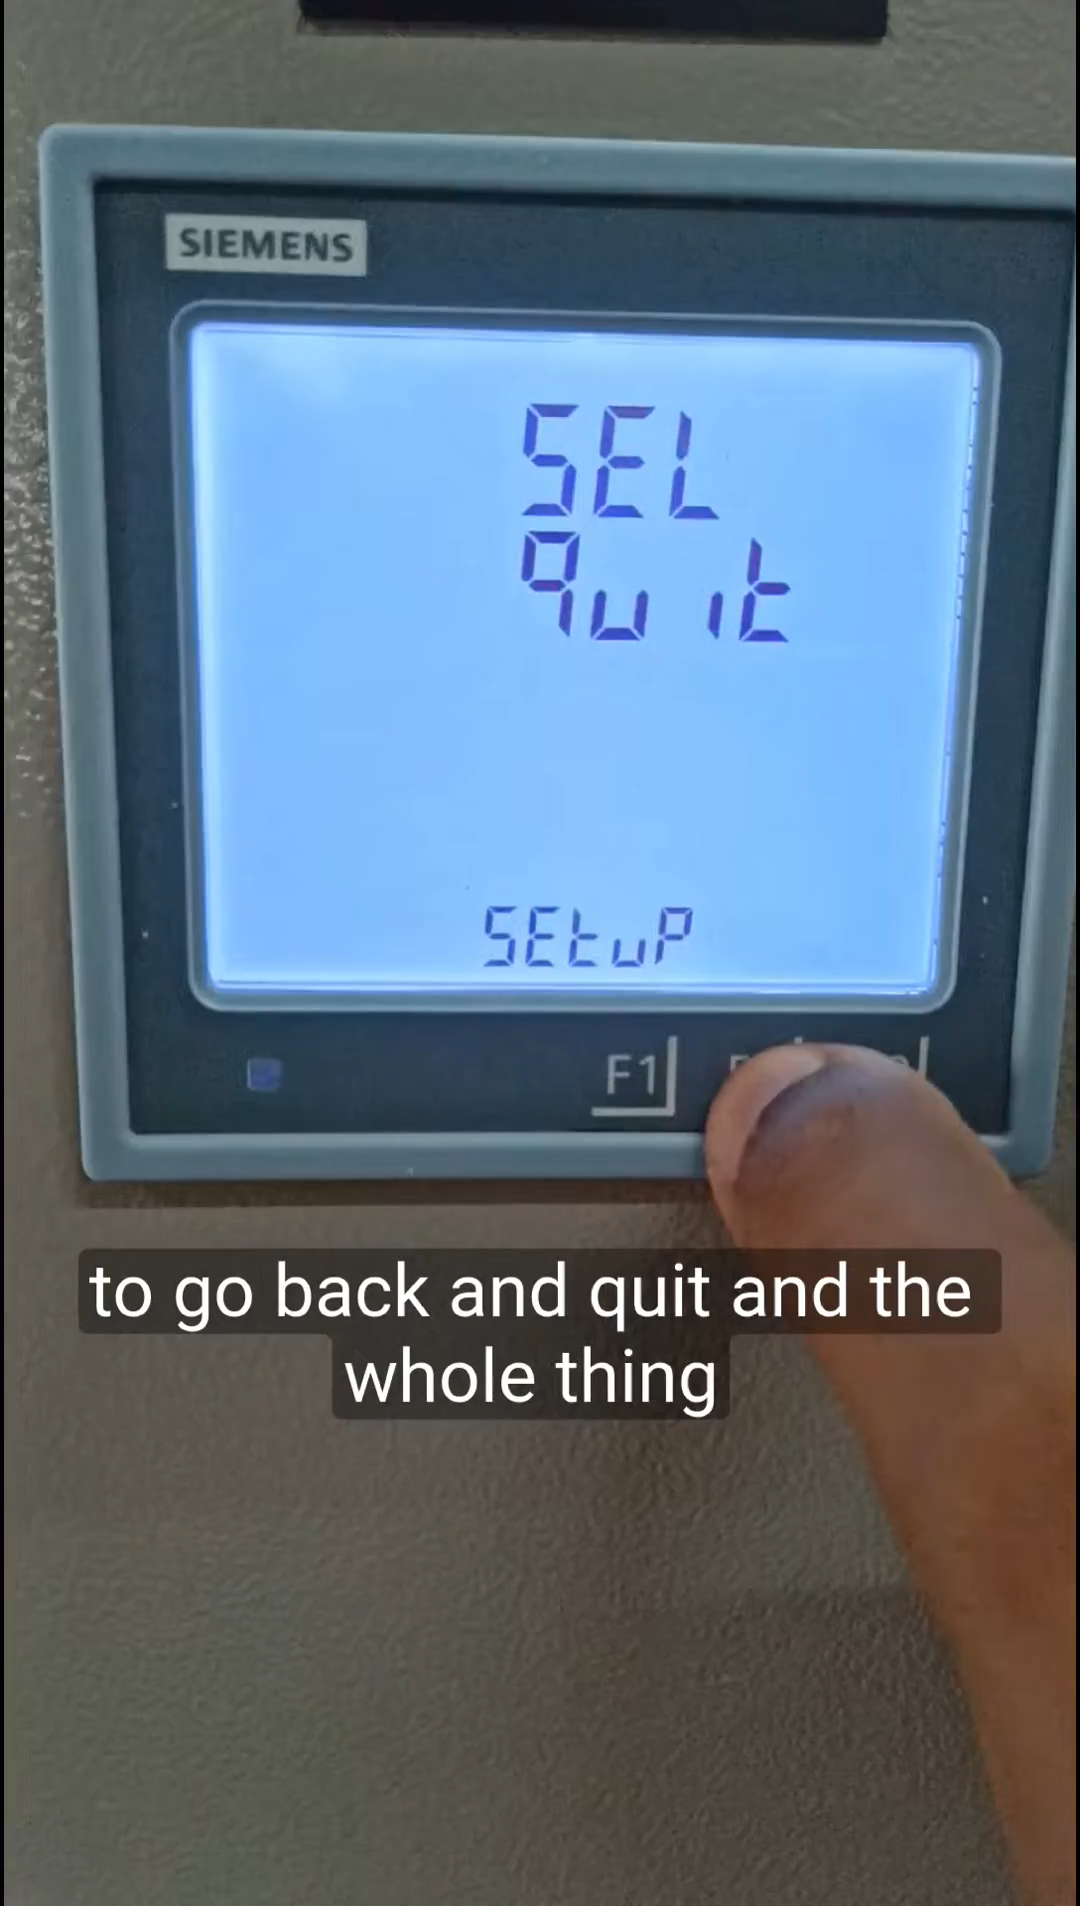 SIEMENS
SEL
quit
SEtuP
F1
to go back and quit and the
whole thing